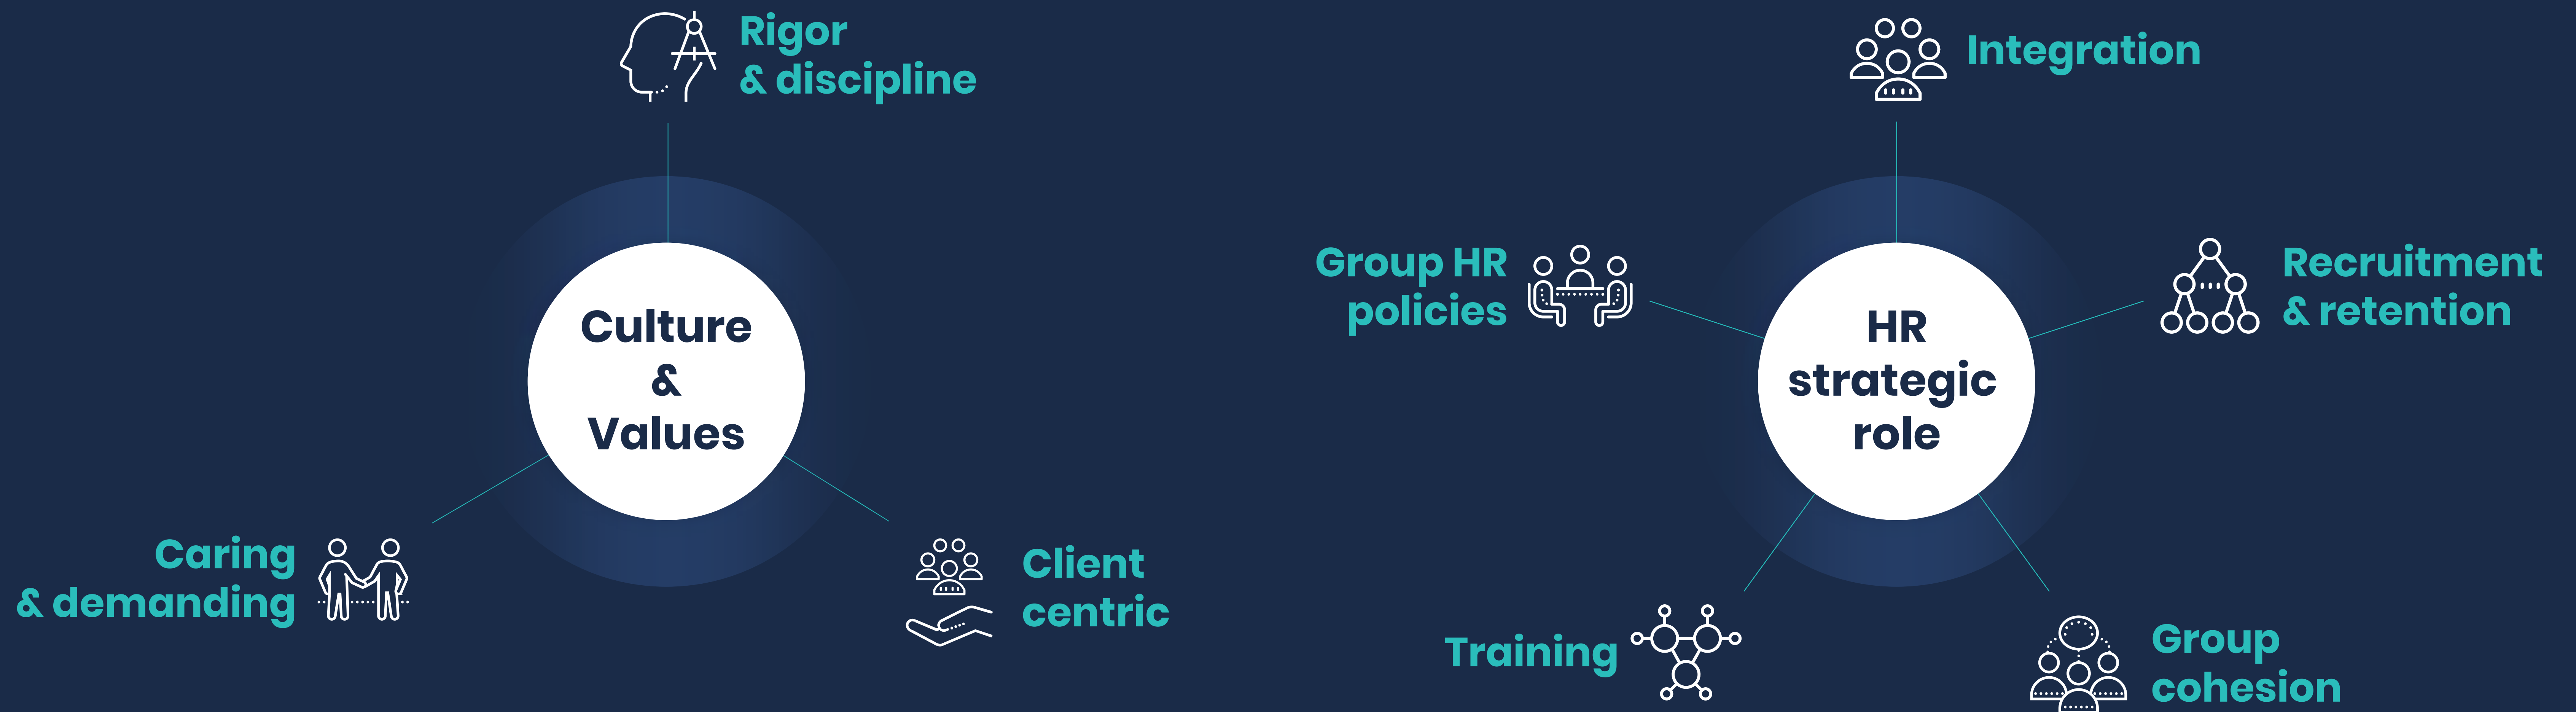 Rigor
& discipline
Culture
&
Values
Caring
& demanding
Client
centric
Integration
Group HR
policies
Recruitment
& retention
HR
strategic
role
Training
Group
cohesion